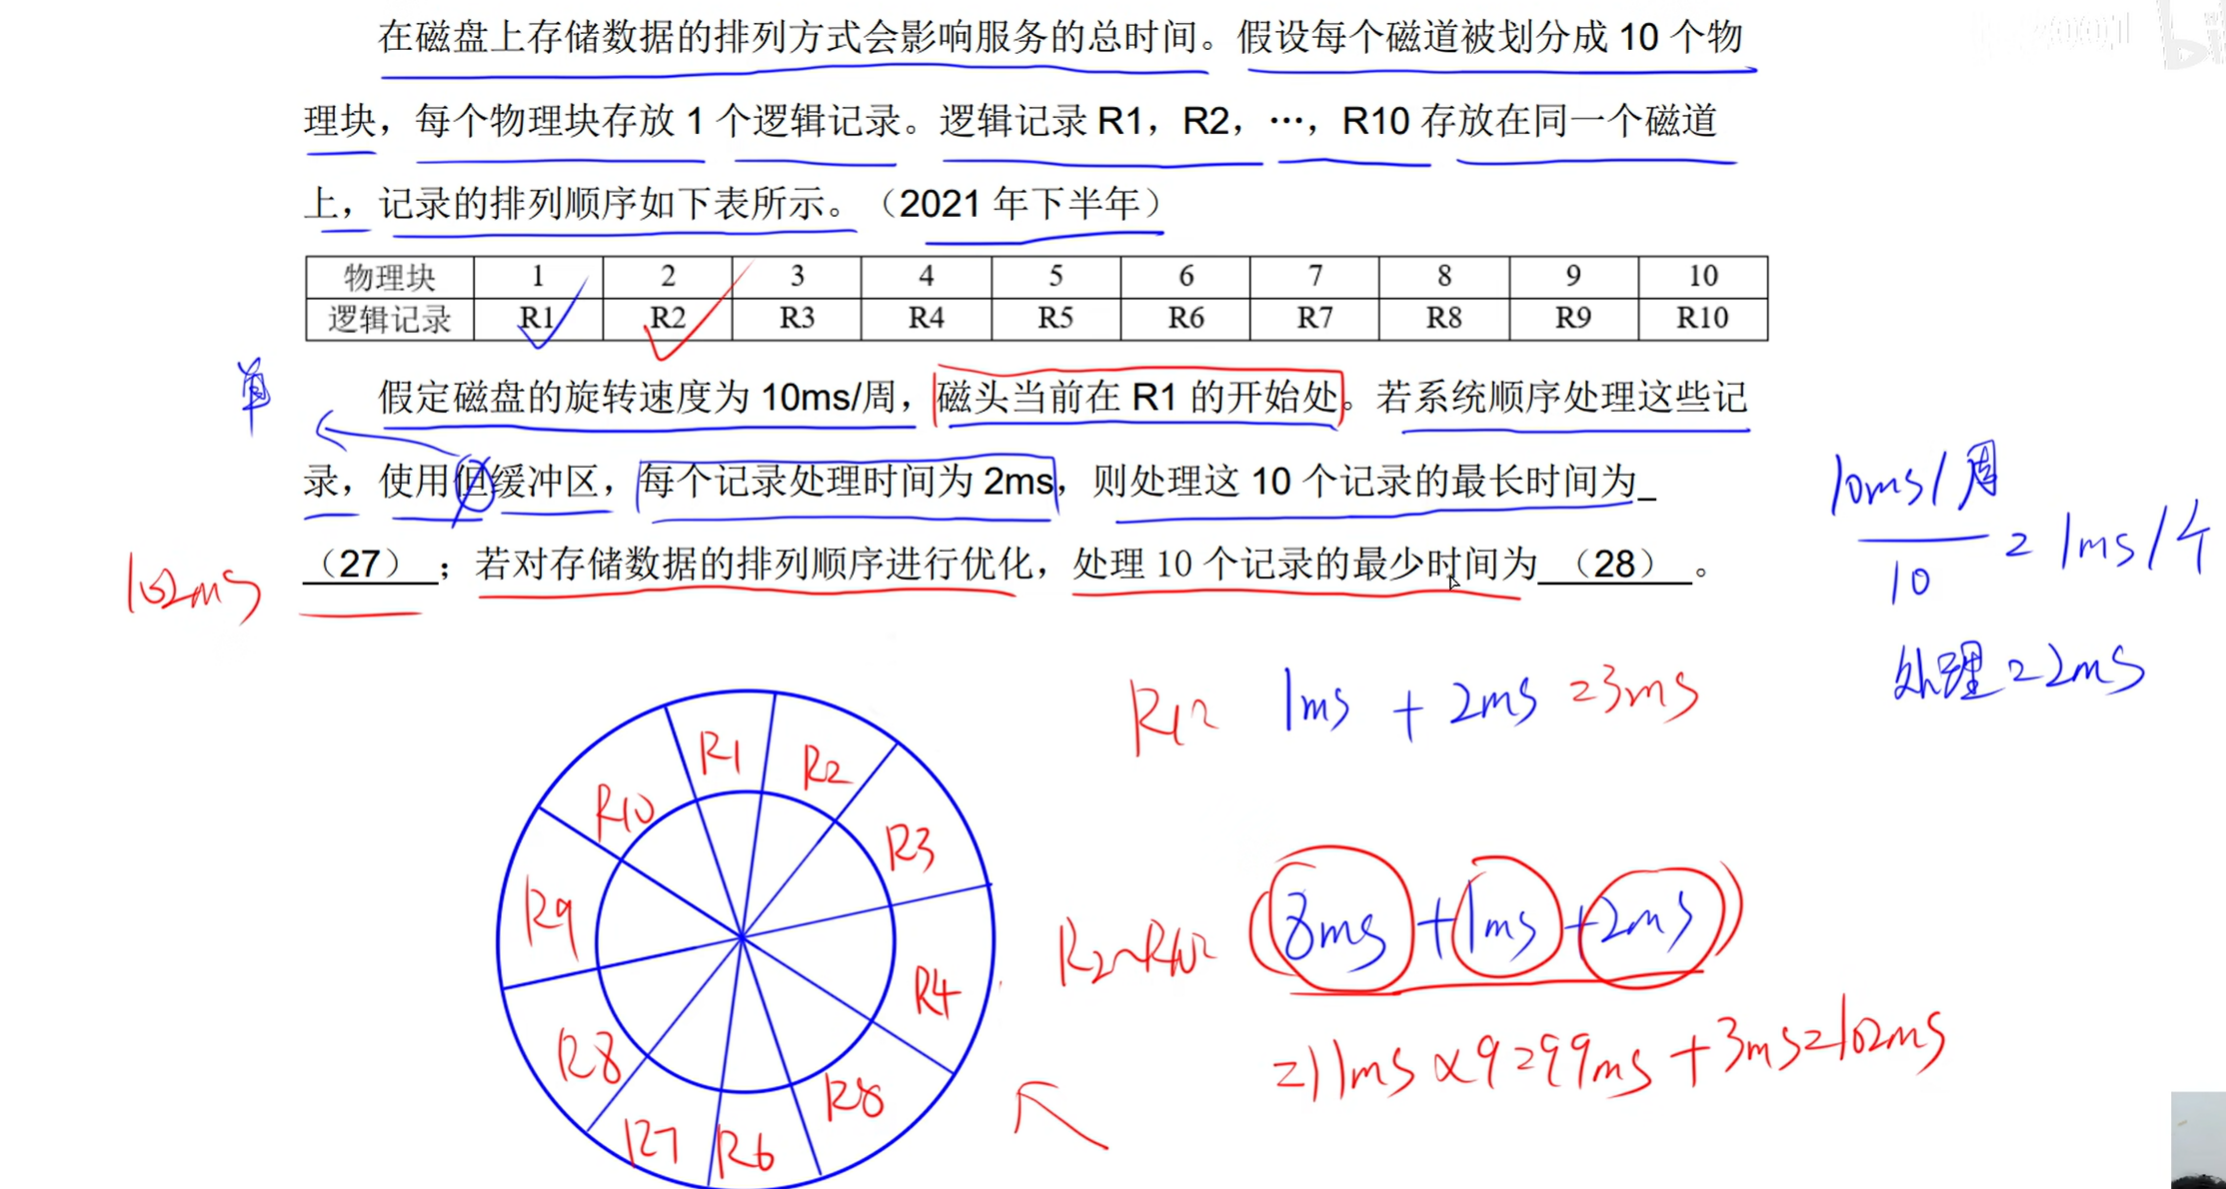 在磁盘上存储数据的排列方式会影响服务的总时间。假设每个磁道被划分成 10 个物
理块，每个物理块存放 1 个逻辑记录。逻辑记录 R1，R2，…，R10 存放在同一个磁道
上，记录的排列顺序如下表所示。（2021 年下半年）
物理块 1 2 3 4 5 6 7 8 9 10
逻辑记录 R1 R2 R3 R4 R5 R6 R7 R8 R9 R10
单
假定磁盘的旋转速度为 10ms/周，磁头当前在 R1 的开始处。若系统顺序处理这些记
录，使用但缓冲区，每个记录处理时间为 2ms，则处理这 10 个记录的最长时间为
10ms/周
10 = 1ms/个
102ms （27）；若对存储数据的排列顺序进行优化，处理 10 个记录的最少时间为（28）。
处理=2ms
R1= 1ms + 2ms =3ms
R1 R2
R10 R3
R9 R4
R8 R8
R7 R6
R2~R10= (8ms+1ms+2ms)
=11ms×9=99ms+3ms=102ms